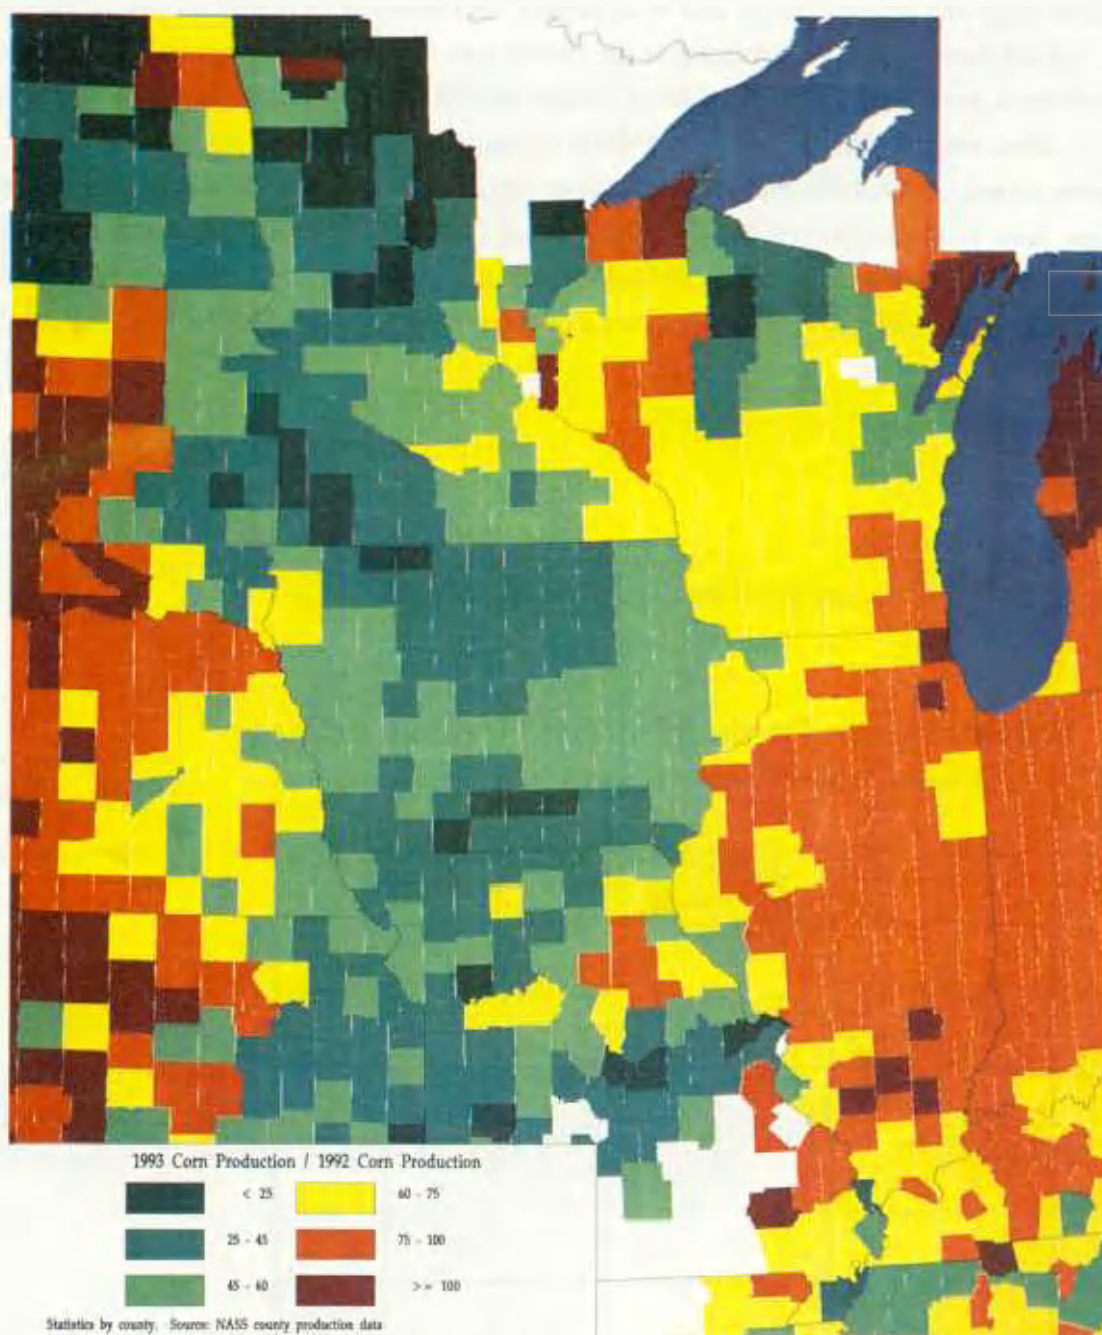 1993 Corn Production / 1992 Corn Production
< 25
60 - 75
25 - 45
75 - 100
45 - 60
>= 100
Statistics by county. Source: NASS county production data